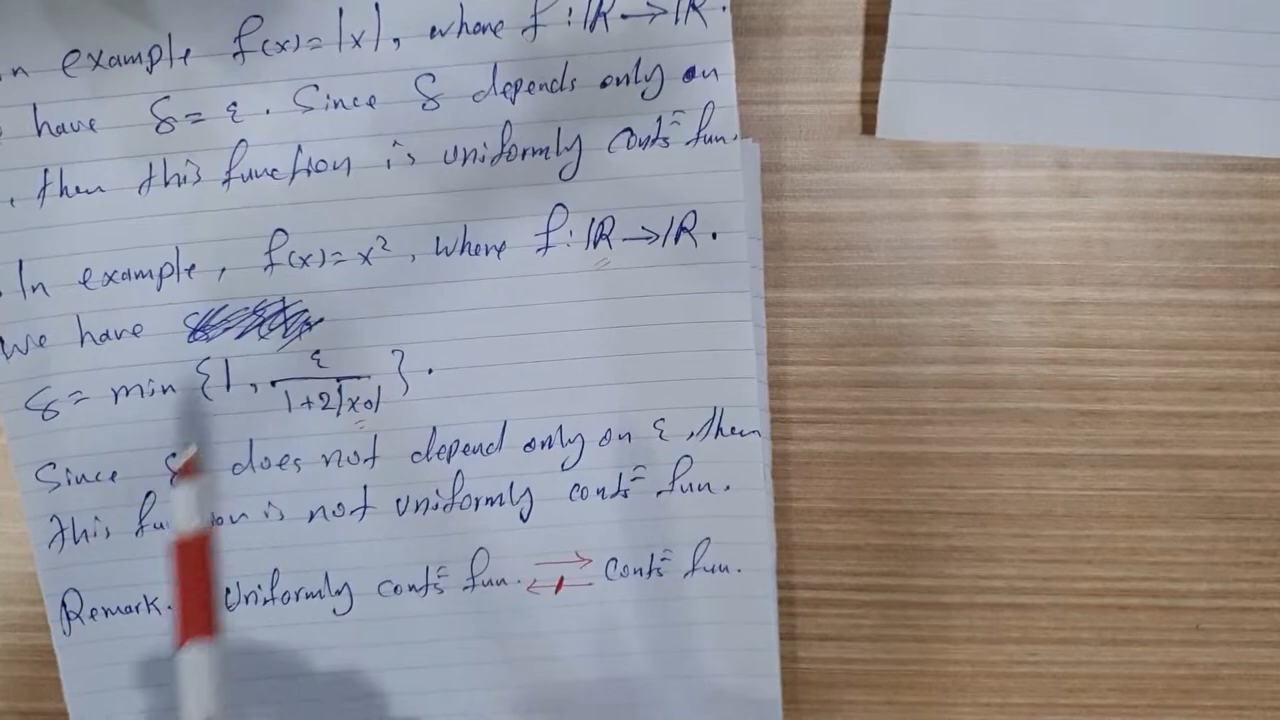 n example f(x)=|x|, where f: ℝ→ℝ.
have δ=ε. Since δ depends only on
, then this function is uniformly conts fun.
In example, f(x)=x², where f: ℝ→ℝ.
We have
δ= min {1, ε/(1+2|x₀|)}.
Since δ does not depend only on ε, then
this is not uniformly conts fun.
Remark. Uniformly conts fun. →↚ conts fun.